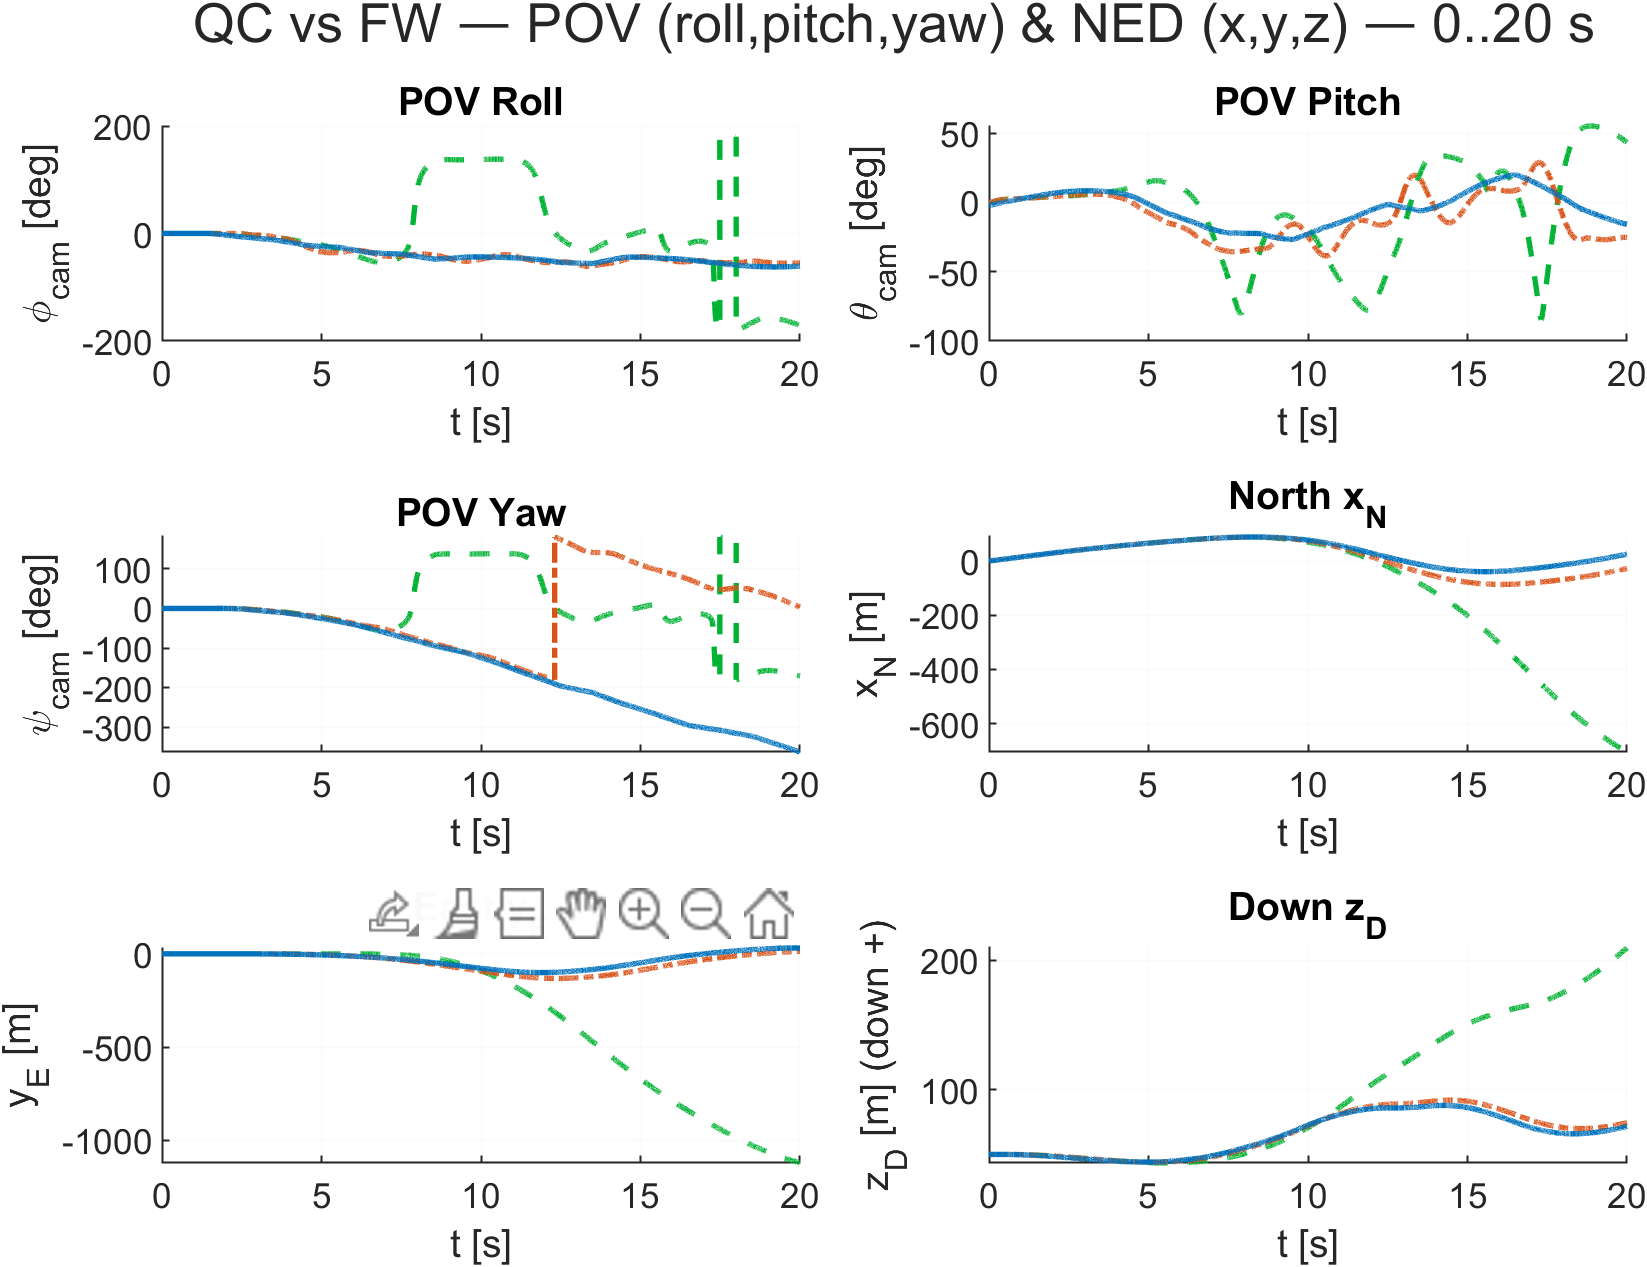 QC vs FW — POV (roll,pitch,yaw) & NED (x,y,z) — 0..20 s
POV Roll
200
0
-200
ϕcam [deg]
0 5 10 15 20
t [s]
POV Pitch
50
0
-50
-100
θcam [deg]
0 5 10 15 20
t [s]
POV Yaw
100
0
-100
-200
-300
ψcam [deg]
0 5 10 15 20
t [s]
North xN
0
-200
-400
-600
xN [m]
0 5 10 15 20
t [s]
0
-500
-1000
yE [m]
0 5 10 15 20
t [s]
Down zD
200
100
zD [m] (down +)
0 5 10 15 20
t [s]